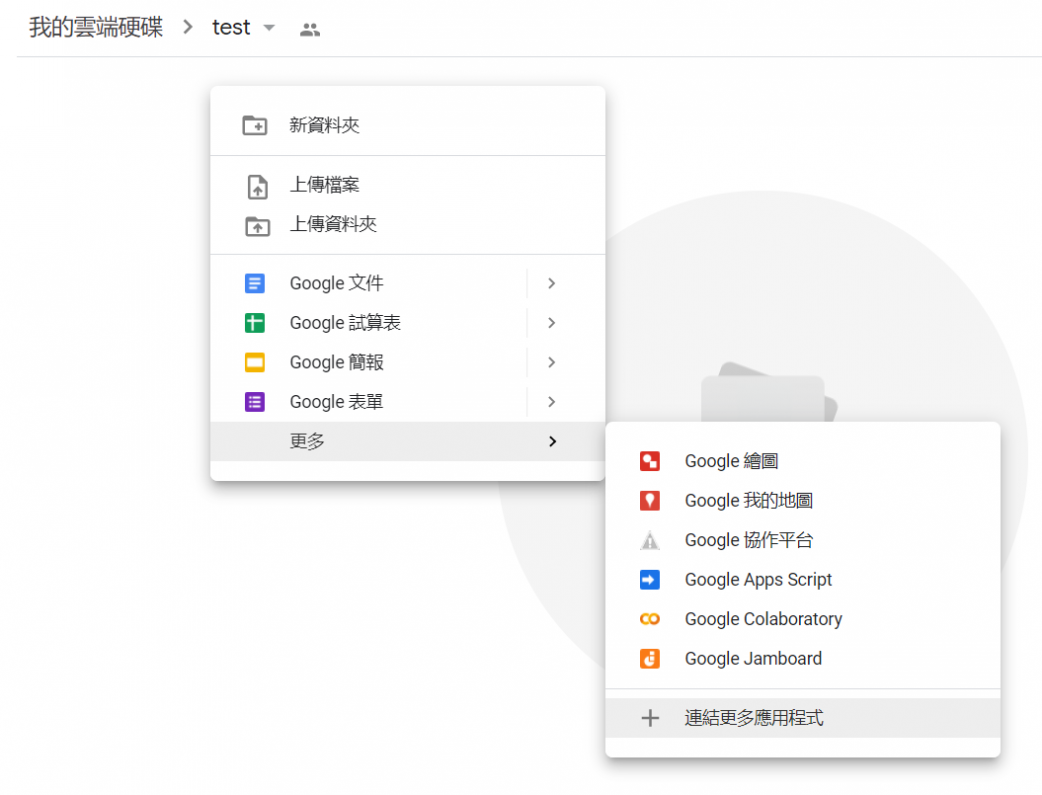 我的雲端硬碟 > test
新資料夾
上傳檔案
上傳資料夾
Google 文件
Google 試算表
Google 簡報
Google 表單
更多
Google 繪圖
Google 我的地圖
Google 協作平台
Google Apps Script
Google Colaboratory
Google Jamboard
連結更多應用程式